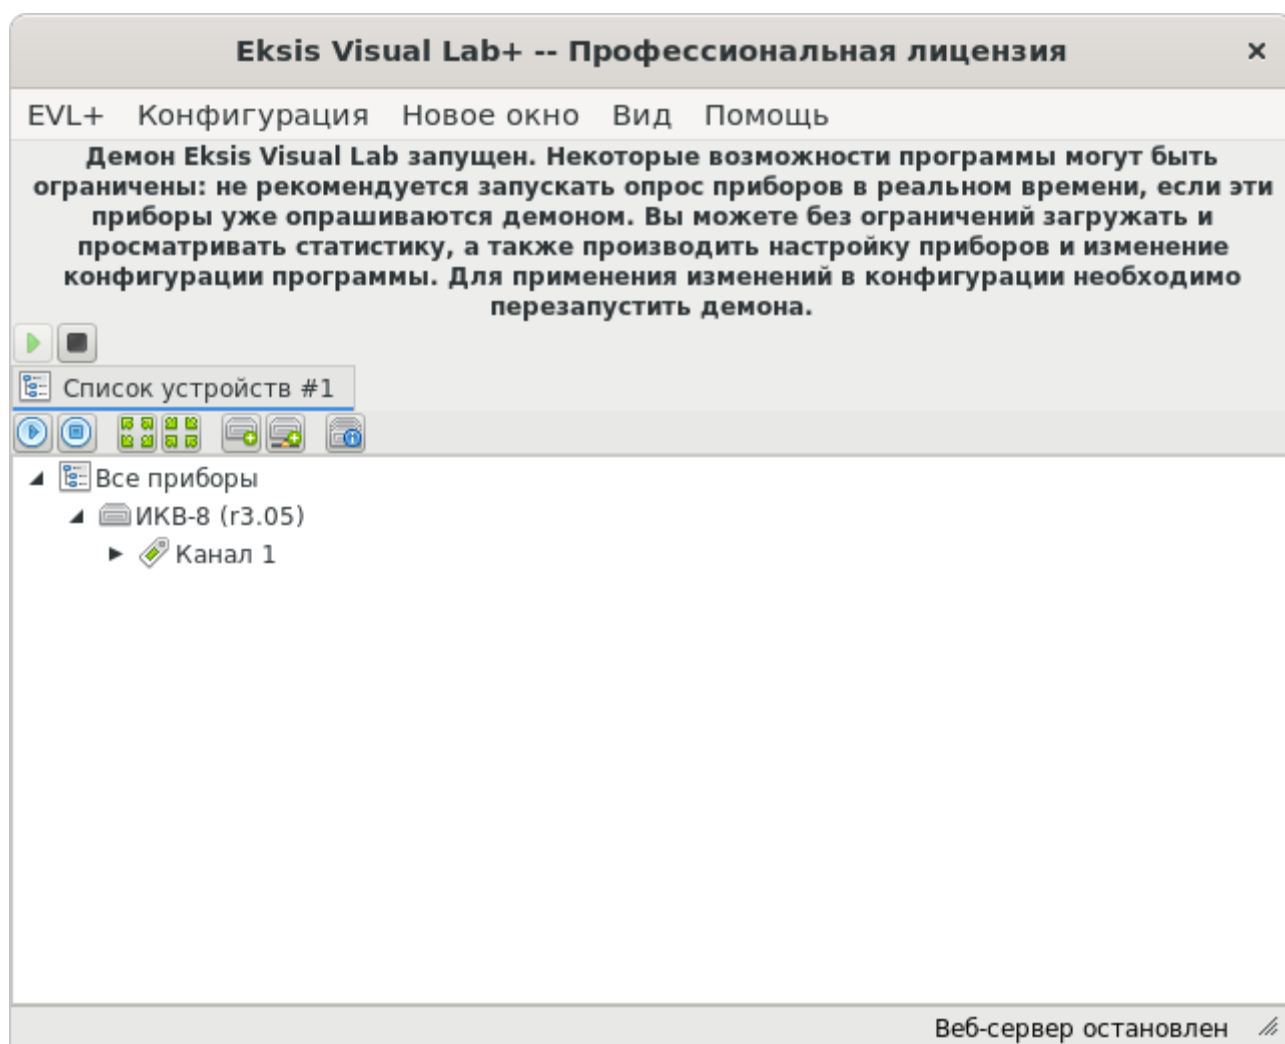 Eksis Visual Lab+ -- Профессиональная лицензия
EVL+ Конфигурация Новое окно Вид Помощь
Демон Eksis Visual Lab запущен. Некоторые возможности программы могут быть
ограничены: не рекомендуется запускать опрос приборов в реальном времени, если эти
приборы уже опрашиваются демоном. Вы можете без ограничений загружать и
просматривать статистику, а также производить настройку приборов и изменение
конфигурации программы. Для применения изменений в конфигурации необходимо
перезапустить демона.
Список устройств #1
Все приборы
ИКВ-8 (r3.05)
Канал 1
Веб-сервер остановлен